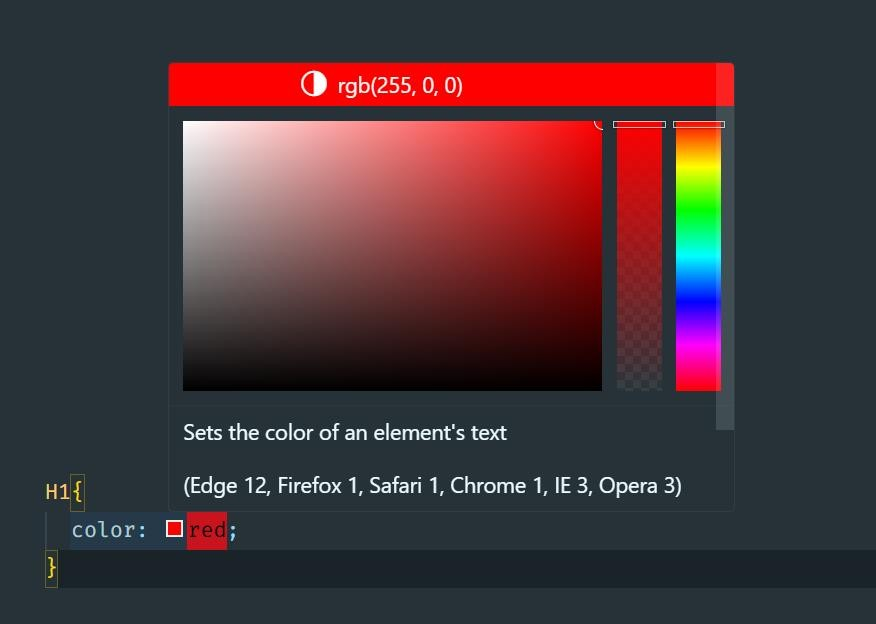 rgb(255, 0, 0)
Sets the color of an element's text
(Edge 12, Firefox 1, Safari 1, Chrome 1, IE 3, Opera 3)
H1{
color: red;
}